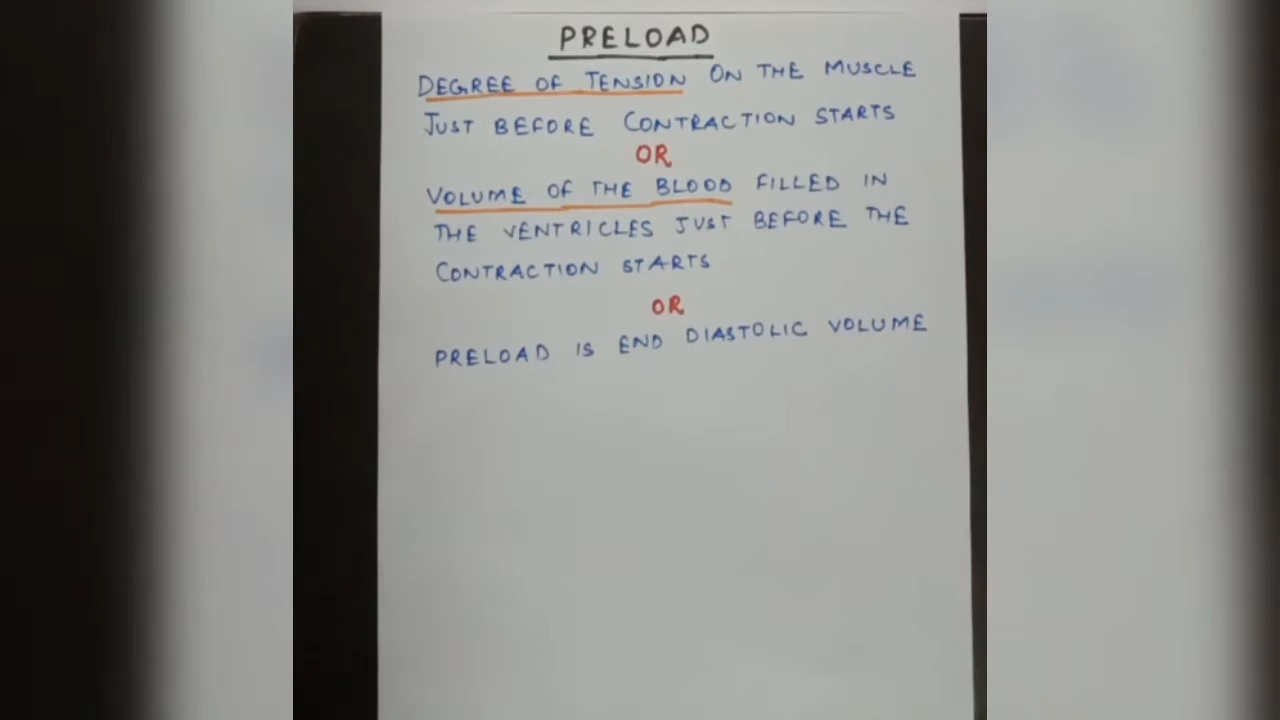 PRELOAD
DEGREE OF TENSION ON THE MUSCLE
JUST BEFORE CONTRACTION STARTS
OR
VOLUME OF THE BLOOD FILLED IN
THE VENTRICLES JUST BEFORE THE
CONTRACTION STARTS
OR
PRELOAD IS END DIASTOLIC VOLUME